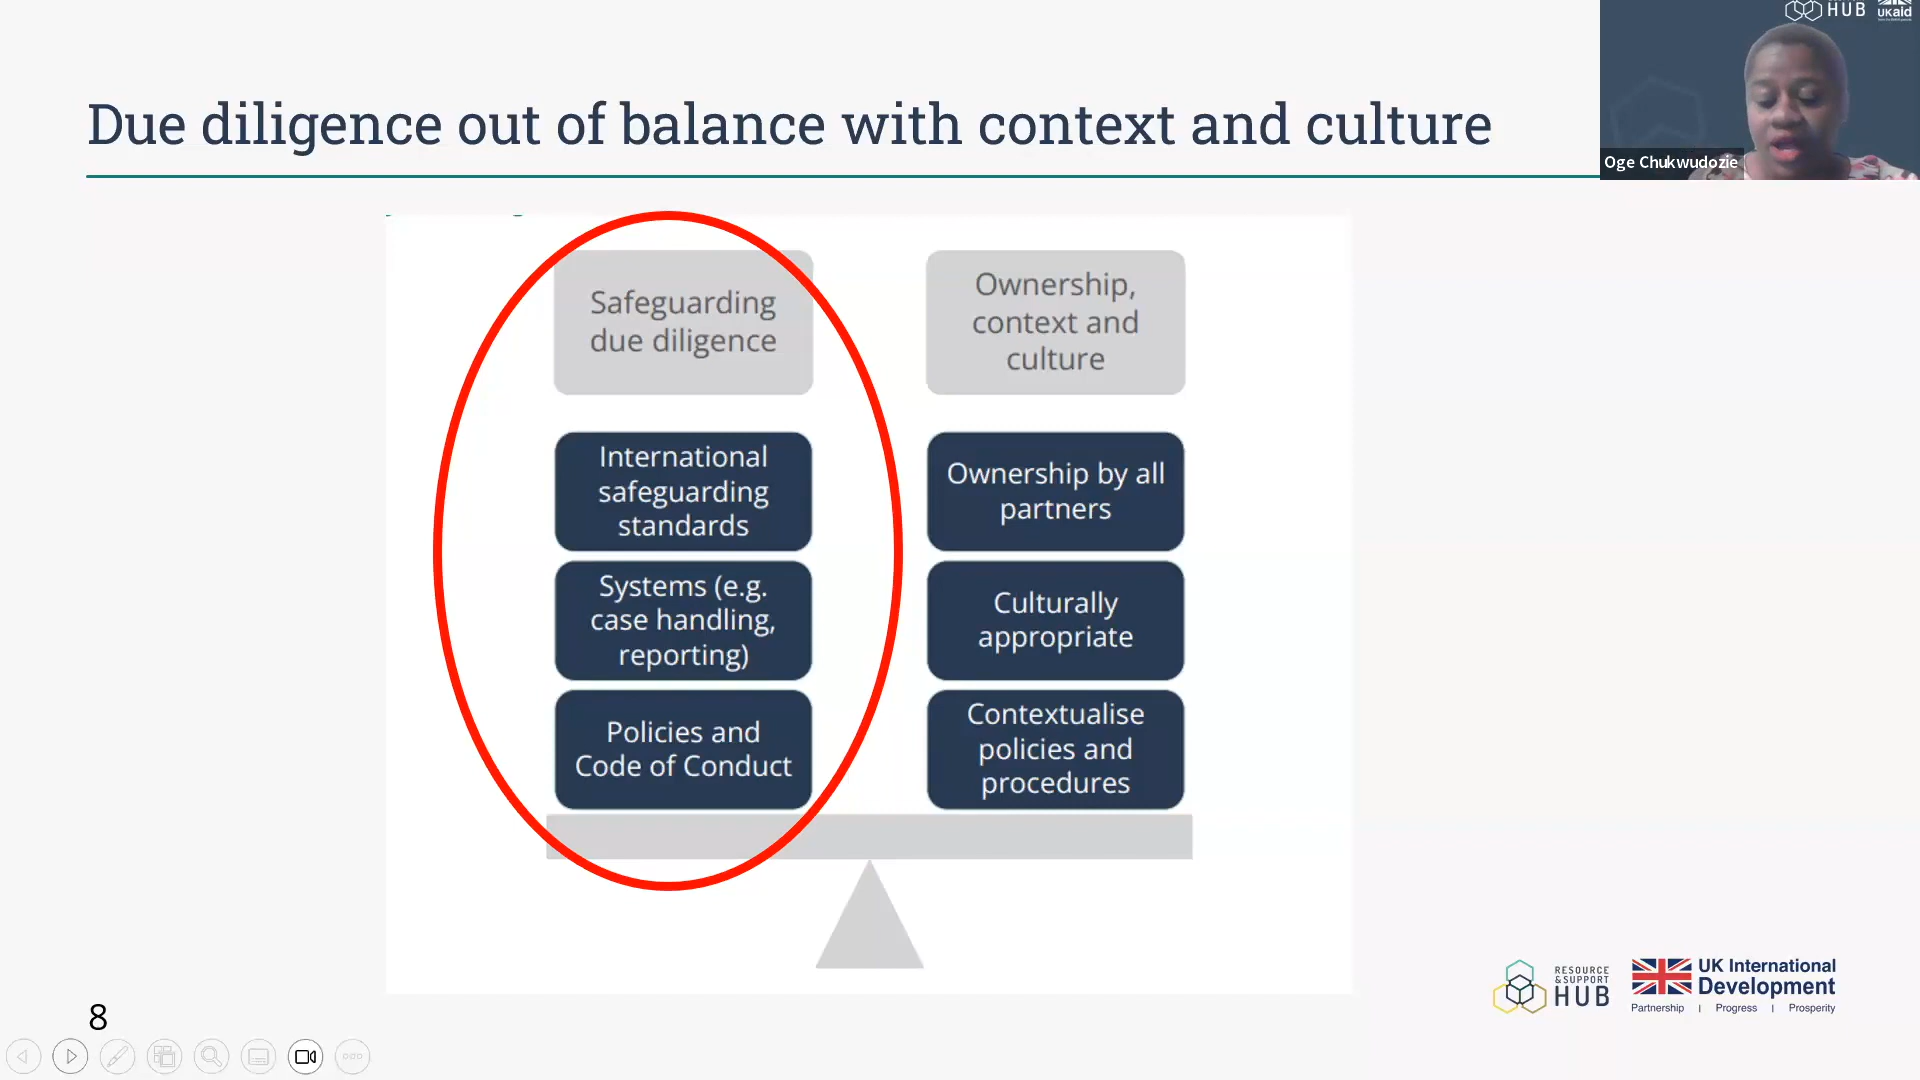 Due diligence out of balance with context and culture
HUB
UKaid
Oge Chukwudozie
Safeguarding
due diligence
International
safeguarding
standards
Systems (e.g.
case handling,
reporting)
Policies and
Code of Conduct
Ownership,
context and
culture
Ownership by all
partners
Culturally
appropriate
Contextualise
policies and
procedures
RESOURCE
&SUPPORT
HUB
UK International
Development
Partnership | Progress | Prosperity
8